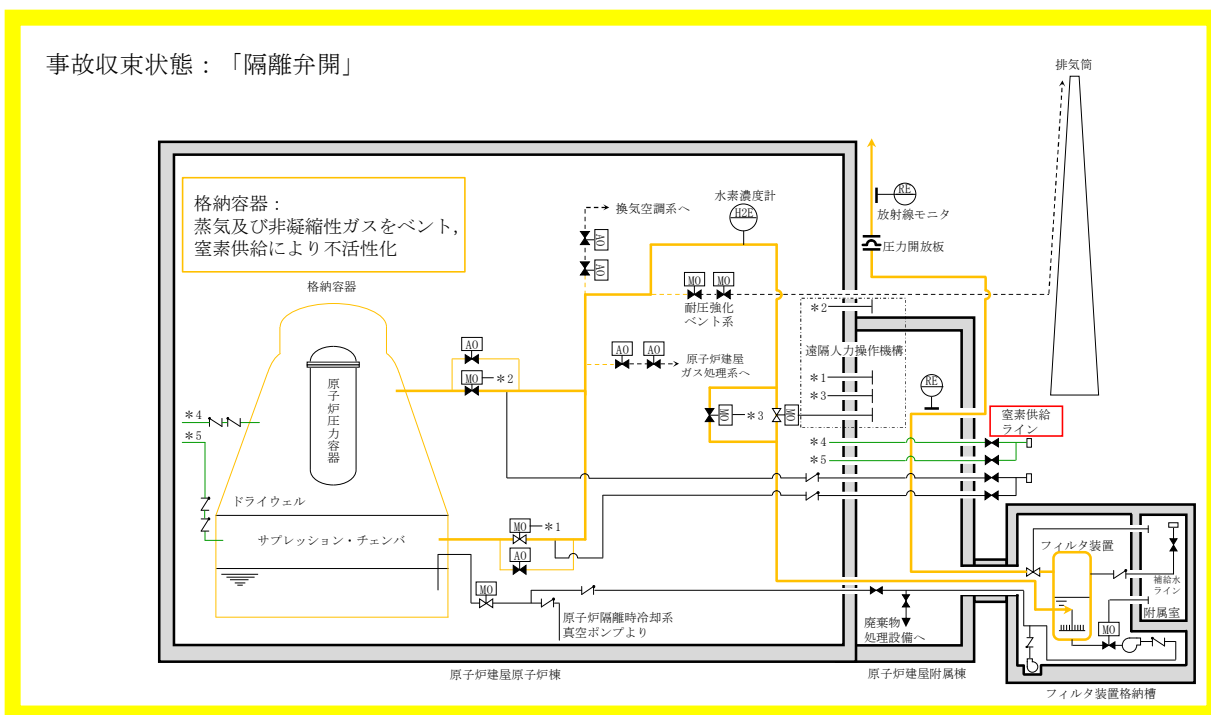 事故収束状態：「隔離弁開」
排気筒
格納容器：
蒸気及び非凝縮性ガスをベント，
窒素供給により不活性化
水素濃度計
H2E
換気空調系へ
AO
AO
RE
放射線モニタ
圧力開放板
格納容器
MO
MO
耐圧強化
ベント系
＊2
遠隔人力操作機構
AO
MO
＊2
AO
AO
原子炉建屋
ガス処理系へ
＊1
＊3
RE
原子炉圧力容器
MO
＊3
MO
窒素供給
ライン
＊4
＊5
＊4
＊5
ドライウェル
サプレッション・チェンバ
MO
＊1
AO
フィルタ装置
補給水
ライン
附属室
MO
MO
原子炉隔離時冷却系
真空ポンプより
廃棄物
処理設備へ
原子炉建屋原子炉棟
原子炉建屋附属棟
フィルタ装置格納槽